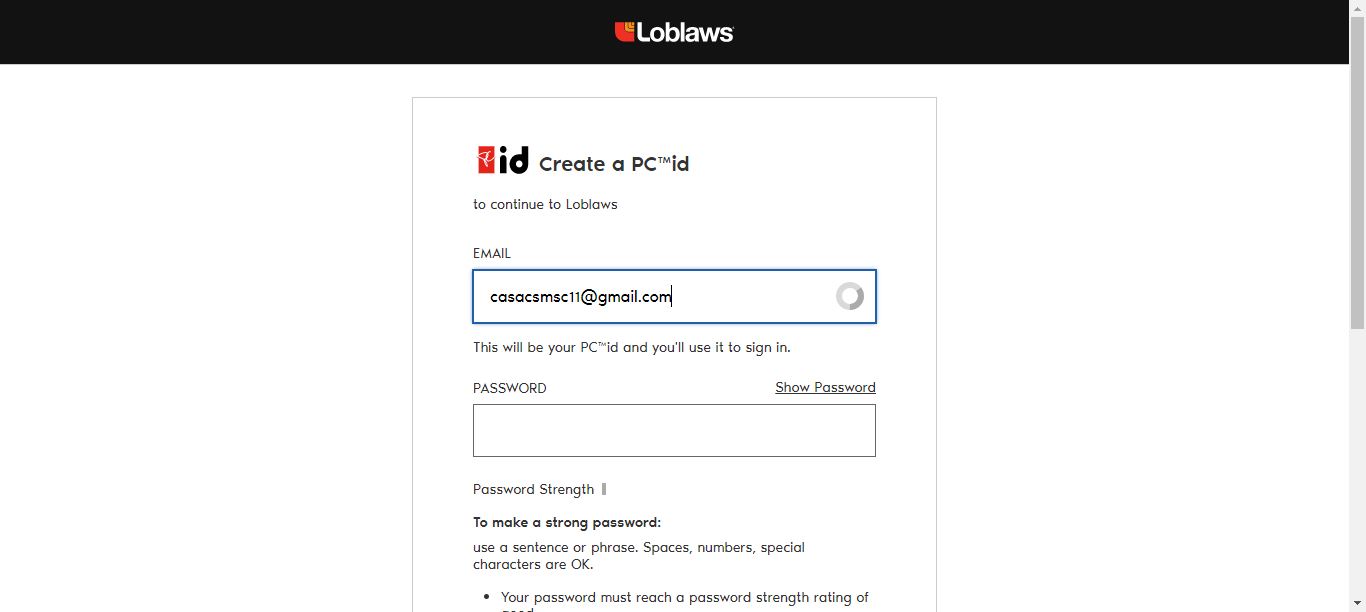 Loblaws
id Create a PC™id
to continue to Loblaws
EMAIL
casacsmsc11@gmail.com
This will be your PC™id and you'll use it to sign in.
PASSWORD Show Password
Password Strength
To make a strong password:
use a sentence or phrase. Spaces, numbers, special
characters are OK.
• Your password must reach a password strength rating of